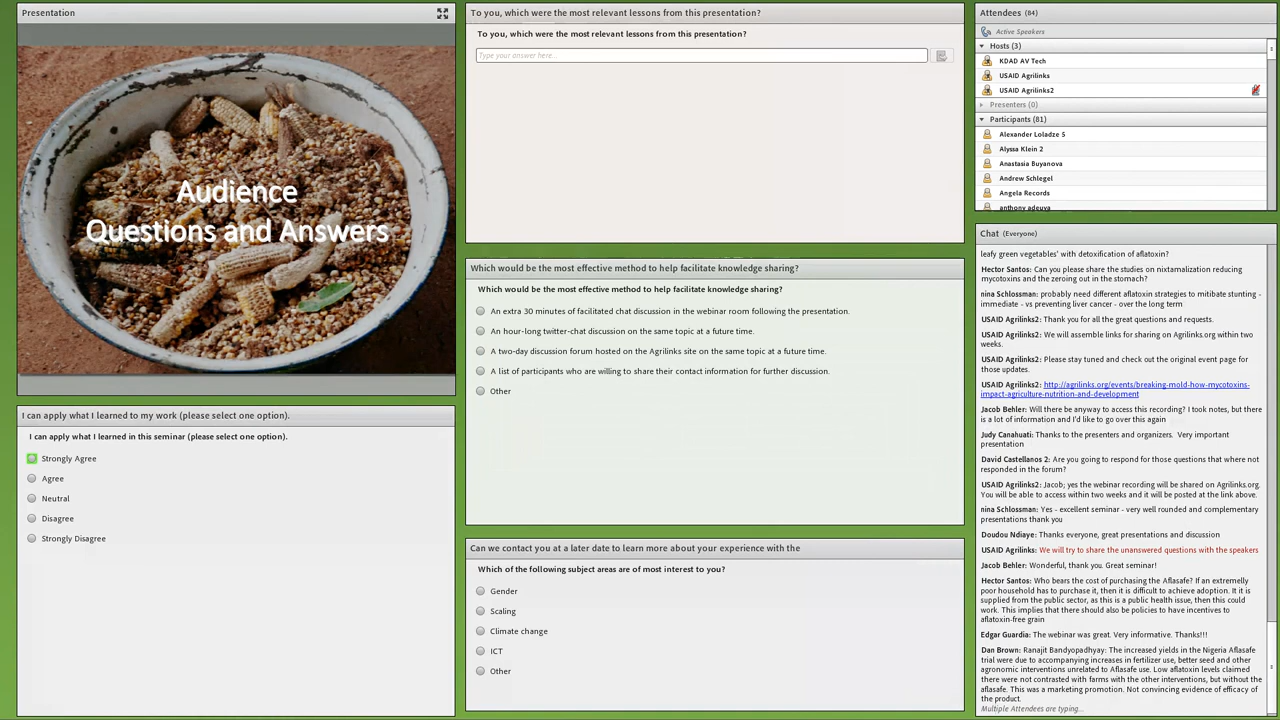 Presentation
Audience
Questions and Answers
I can apply what I learned to my work (please select one option).
I can apply what I learned in this seminar (please select one option).
Strongly Agree
Agree
Neutral
Disagree
Strongly Disagree
To you, which were the most relevant lessons from this presentation?
To you, which were the most relevant lessons from this presentation?
Type your answer here...
Which would be the most effective method to help facilitate knowledge sharing?
Which would be the most effective method to help facilitate knowledge sharing?
An extra 30 minutes of facilitated chat discussion in the webinar room following the presentation.
An hour-long twitter-chat discussion on the same topic at a future time.
A two-day discussion forum hosted on the Agrilinks site on the same topic at a future time.
A list of participants who are willing to share their contact information for further discussion.
Other
Can we contact you at a later date to learn more about your experience with the
Which of the following subject areas are of most interest to you?
Gender
Scaling
Climate change
ICT
Other
Attendees (84)
Active Speakers
Hosts (3)
KDAD AV Tech
USAID Agrilinks
USAID Agrilinks2
Presenters (0)
Participants (81)
Alexander Loladze 5
Alyssa Klein 2
Anastasia Buyanova
Andrew Schlegel
Angela Records
anthony adeuya
Chat (Everyone)
leafy green vegetables' with detoxification of aflatoxin?
Hector Santos: Can you please share the studies on nixtamalization reducing
mycotoxins and the zeroing out in the stomach?
nina Schlossman: probably need different aflatoxin strategies to mitibate stunting -
immediate - vs preventing liver cancer - over the long term
USAID Agrilinks2: Thank you for all the great questions and requests.
USAID Agrilinks2: We will assemble links for sharing on Agrilinks.org within two
weeks.
USAID Agrilinks2: Please stay tuned and check out the original event page for
those updates.
USAID Agrilinks2: http://agrilinks.org/events/breaking-mold-how-mycotoxins-
impact-agriculture-nutrition-and-development
Jacob Behler: Will there be anyway to access this recording? I took notes, but there
is a lot of information and I'd like to go over this again
Judy Canahuati: Thanks to the presenters and organizers. Very important
presentation
David Castellanos 2: Are you going to respond for those questions that where not
responded in the forum?
USAID Agrilinks2: Jacob; yes the webinar recording will be shared on Agrilinks.org.
You will be able to access within two weeks and it will be posted at the link above.
nina Schlossman: Yes - excellent seminar - very well rounded and complementary
presentations thank you
Doudou Ndiaye: Thanks everyone, great presentations and discussion
USAID Agrilinks: We will try to share the unanswered questions with the speakers
Jacob Behler: Wonderful, thank you. Great seminar!
Hector Santos: Who bears the cost of purchasing the Aflasafe? If an extremelly
poor household has to purchase it, then it is difficult to achieve adoption. It it is
supplied from the public sector, as this is a public health issue, then this could
work. This implies that there should also be policies to have incentives to
aflatoxin-free grain
Edgar Guardia: The webinar was great. Very informative. Thanks!!!
Dan Brown: Ranajit Bandyopadhyay: The increased yields in the Nigeria Aflasafe
trial were due to accompanying increases in fertilizer use, better seed and other
agronomic interventions unrelated to Aflasafe use. Low aflatoxin levels claimed
there were not contrasted with farms with the other interventions, but without the
aflasafe. This was a marketing promotion. Not convincing evidence of efficacy of
the product.
Multiple Attendees are typing...